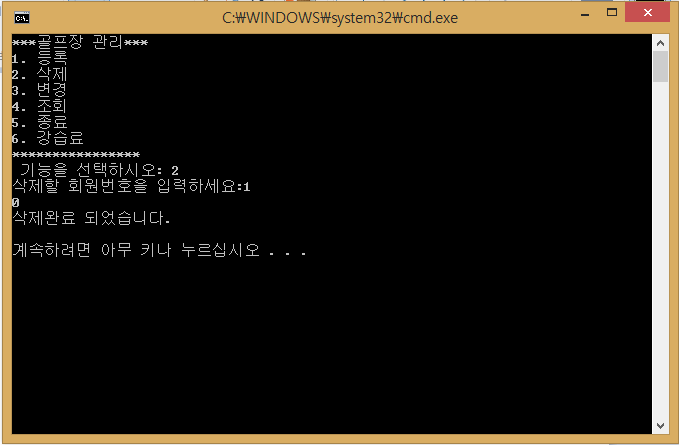 C:₩WINDOWS₩system32₩cmd.exe
***골프장 관리***
1. 등록
2. 삭제
3. 변경
4. 조회
5. 종료
6. 강습료
****************
기능을 선택하시오: 2
삭제할 회원번호을 입력하세요:1
0
삭제완료 되었습니다.
계속하려면 아무 키나 누르십시오 . . .